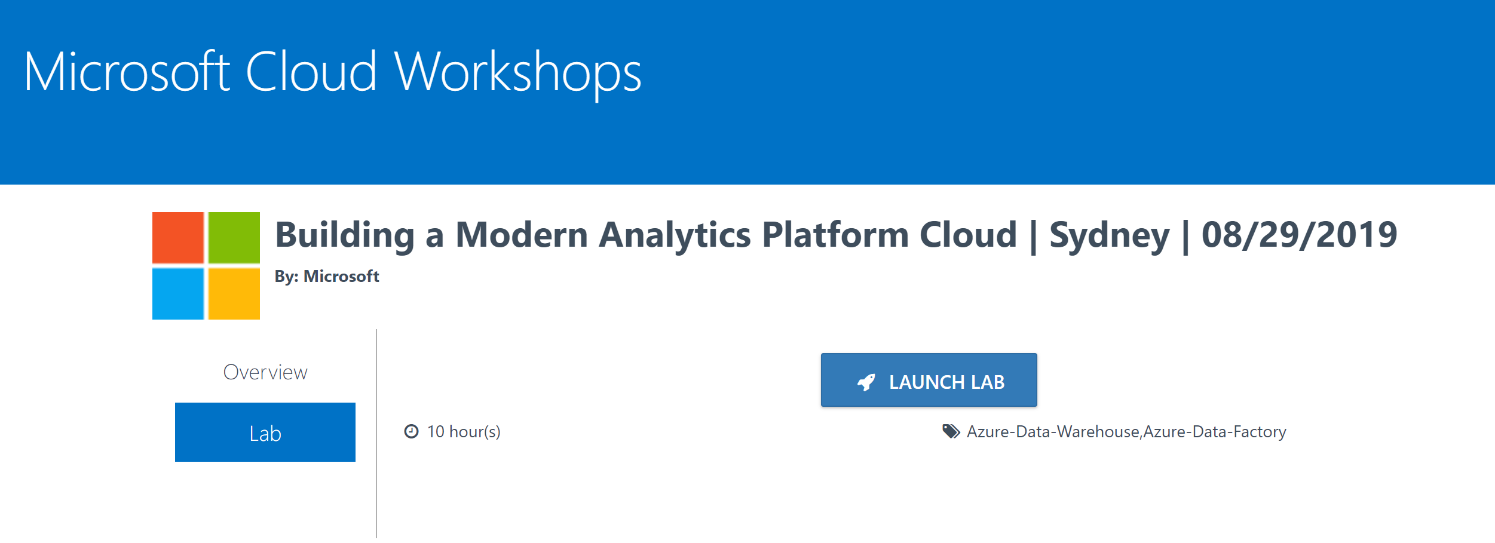 Microsoft Cloud Workshops
Building a Modern Analytics Platform Cloud | Sydney | 08/29/2019
By: Microsoft
Overview
LAUNCH LAB
Lab
10 hour(s)
Azure-Data-Warehouse,Azure-Data-Factory